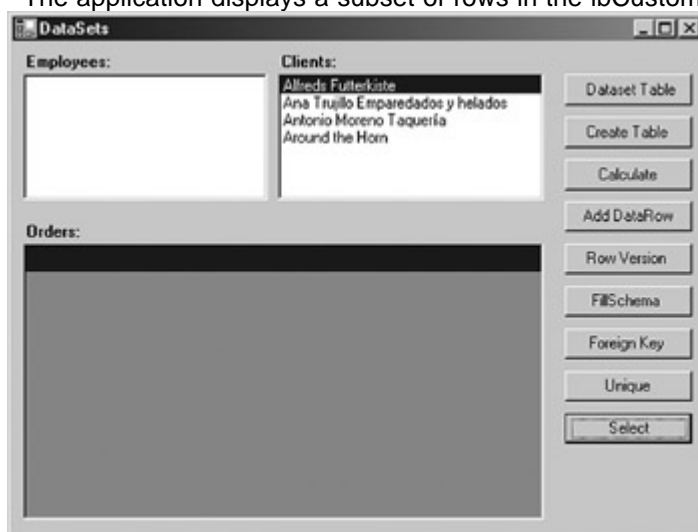 The application displays a subset of rows in the lbCustom
DataSets
Employees:
Clients:
Alfreds Futterkiste
Ana Trujillo Emparedados y helados
Antonio Moreno Taquería
Around the Horn
Dataset Table
Create Table
Calculate
Add DataRow
Row Version
FillSchema
Foreign Key
Unique
Select
Orders: